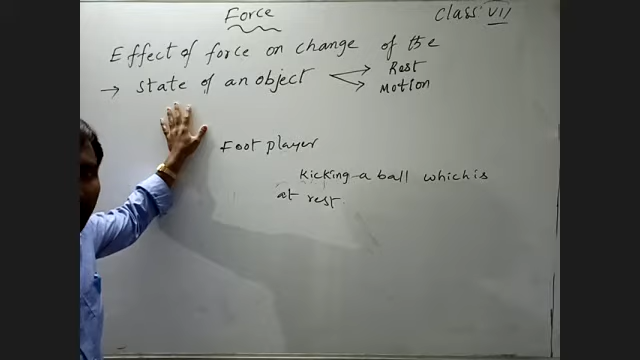 Force
Class: VII
Effect of force on change of the
→ state of an object
Rest
Motion
Foot player
kicking a ball which is
at rest.